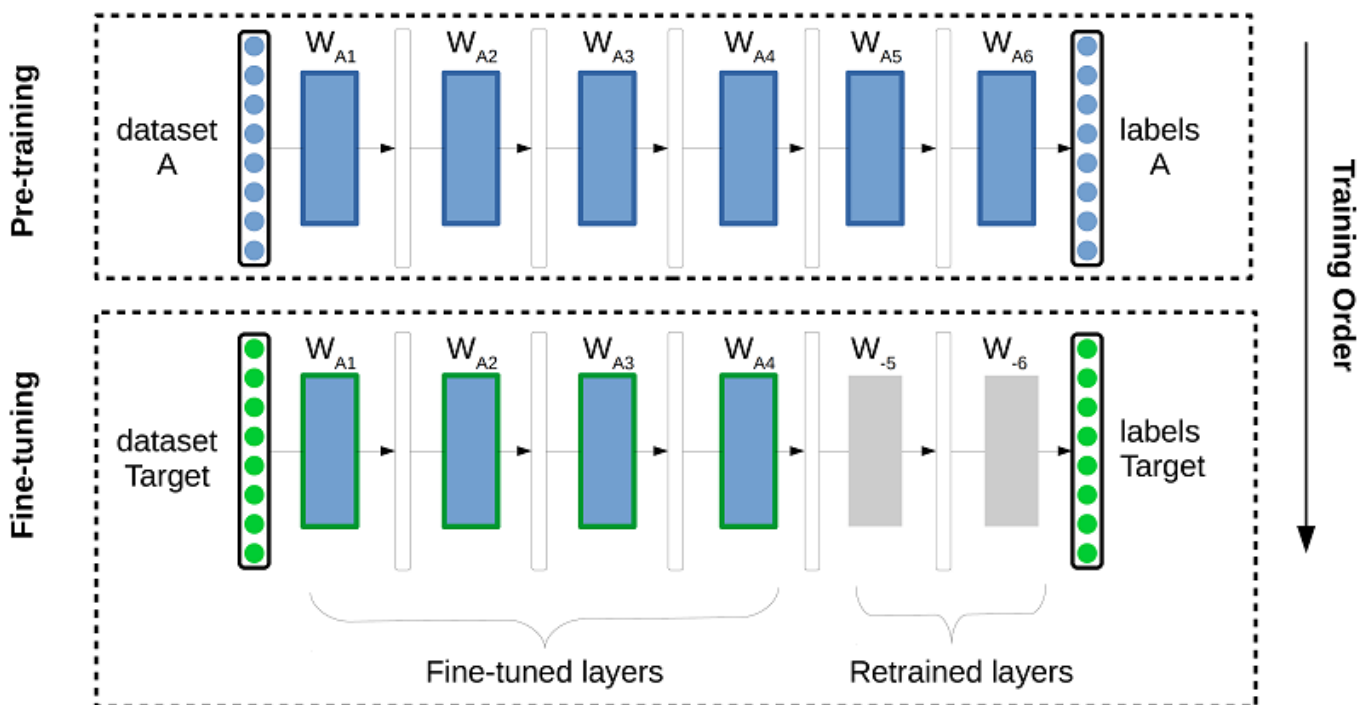 Pre-training
dataset
A
W_A1
W_A2
W_A3
W_A4
W_A5
W_A6
labels
A
Training Order
Fine-tuning
dataset
Target
W_A1
W_A2
W_A3
W_A4
W_-5
W_-6
labels
Target
Fine-tuned layers
Retrained layers